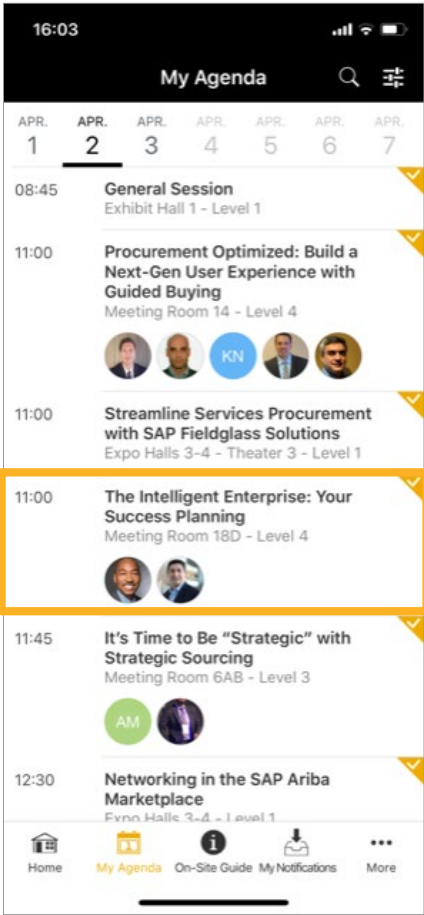 16:03
My Agenda
APR. APR. APR. APR. APR. APR. APR.
1 2 3 4 5 6 7
08:45 General Session
Exhibit Hall 1 - Level 1
11:00 Procurement Optimized: Build a
Next-Gen User Experience with
Guided Buying
Meeting Room 14 - Level 4
KN
11:00 Streamline Services Procurement
with SAP Fieldglass Solutions
Expo Halls 3-4 - Theater 3 - Level 1
11:00 The Intelligent Enterprise: Your
Success Planning
Meeting Room 18D - Level 4
11:45 It's Time to Be “Strategic” with
Strategic Sourcing
Meeting Room 6AB - Level 3
AM
12:30 Networking in the SAP Ariba
Marketplace
Expo Halls 3-4 - Level 1
Home My Agenda On-Site Guide My Notifications More